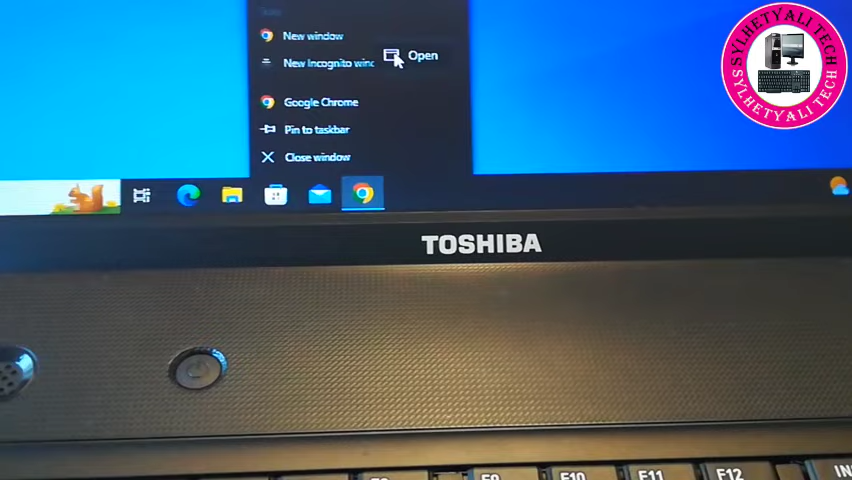 New window
New Incognito winc
Open
Google Chrome
Pin to taskbar
Close window
TOSHIBA
F9
F10
F11
F12
SYLHETYALI TECH
SYLHETYALI TECH